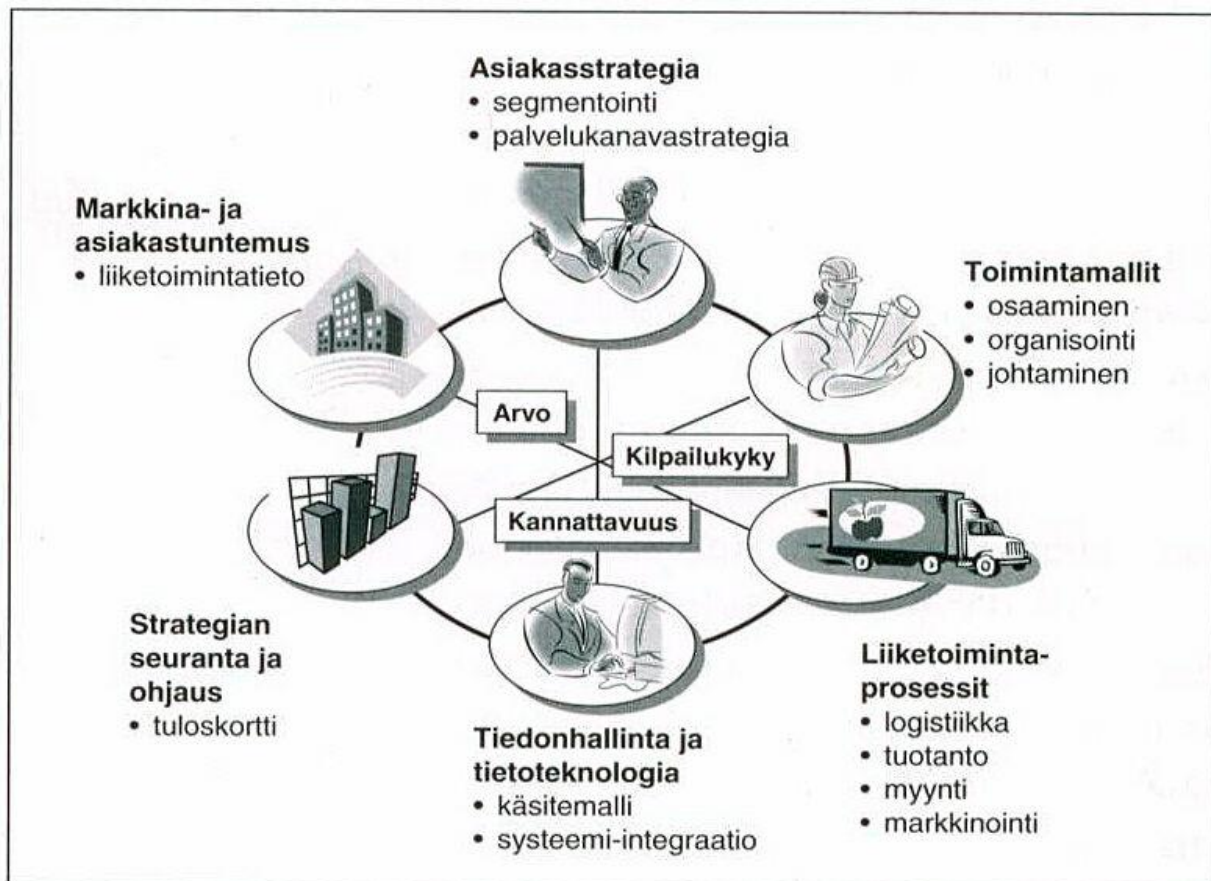 Asiakasstrategia
• segmentointi
• palvelukanavastrategia
Markkina- ja
asiakastuntemus
• liiketoimintatieto
Toimintamallit
• osaaminen
• organisointi
• johtaminen
Arvo
Kilpailukyky
Kannattavuus
Strategian
seuranta ja
ohjaus
• tuloskortti
Tiedonhallinta ja
tietoteknologia
• käsitemalli
• systeemi-integraatio
Liiketoiminta-
prosessit
• logistiikka
• tuotanto
• myynti
• markkinointi